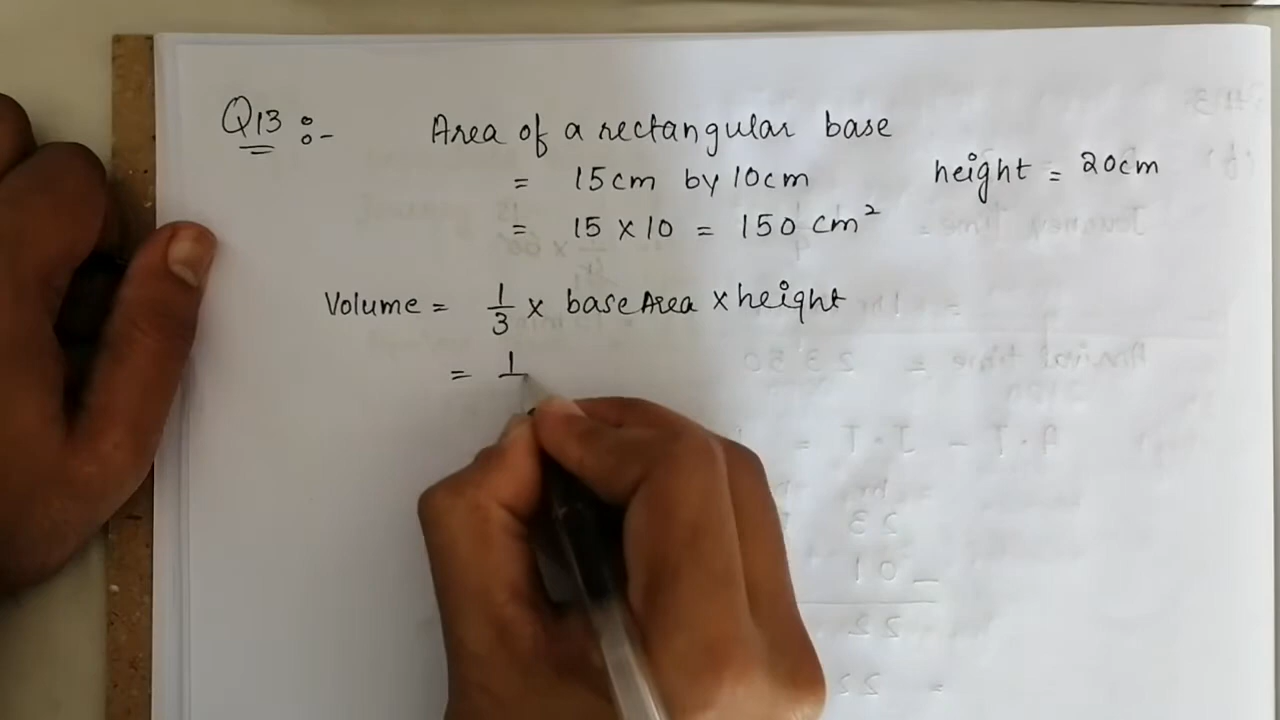 Q13 :- Area of a rectangular base
= 15cm by 10cm height = 20cm
= 15 × 10 = 150 cm²
Volume = 1/3 × base Area × height
= 1